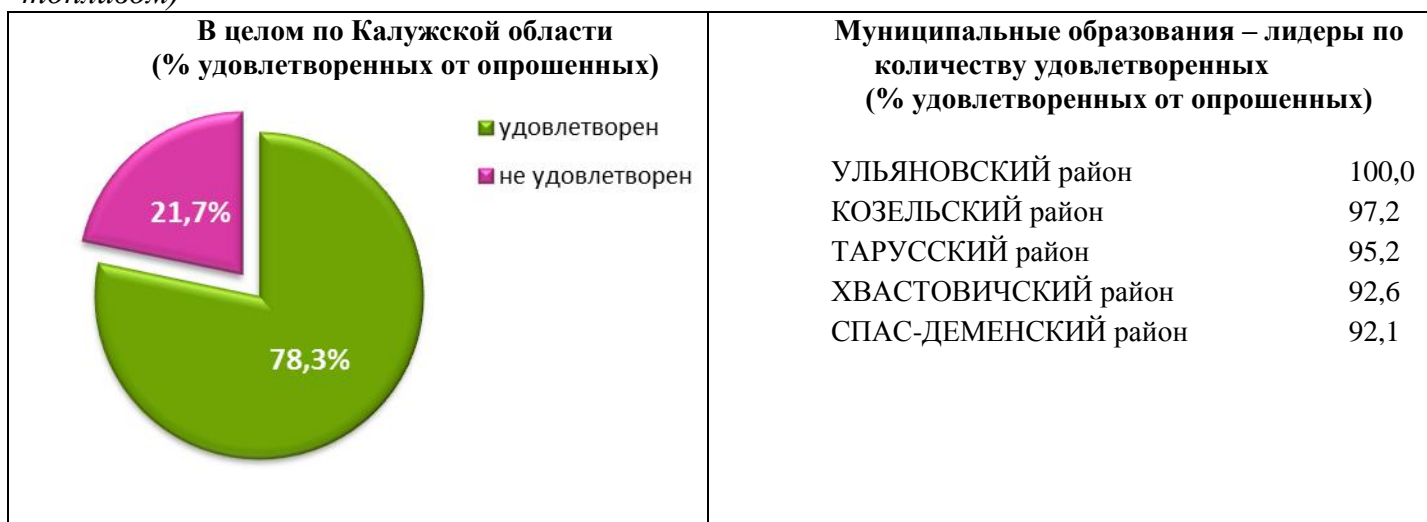 топливом)
В целом по Калужской области
(% удовлетворенных от опрошенных)
удовлетворен
не удовлетворен
21,7%
78,3%
Муниципальные образования – лидеры по
количеству удовлетворенных
(% удовлетворенных от опрошенных)
УЛЬЯНОВСКИЙ район 100,0
КОЗЕЛЬСКИЙ район 97,2
ТАРУССКИЙ район 95,2
ХВАСТОВИЧСКИЙ район 92,6
СПАС-ДЕМЕНСКИЙ район 92,1